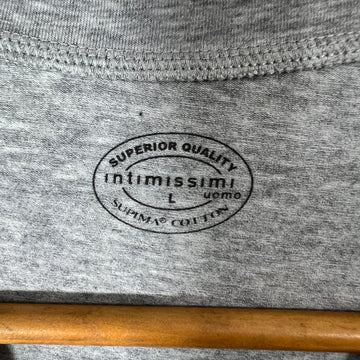 SUPERIOR QUALITY
intimissimi
L uomo
SUPIMA® COTTON